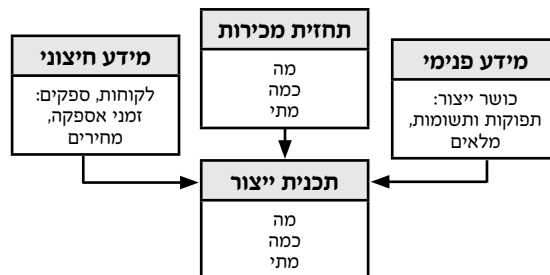 תחזית מכירות
מה
כמה
מתי
מידע פנימי
כושר ייצור:
תפוקות ותשומות,
מלאים
מידע חיצוני
לקוחות, ספקים:
זמני אספקה,
מחירים
תכנית ייצור
מה
כמה
מתי